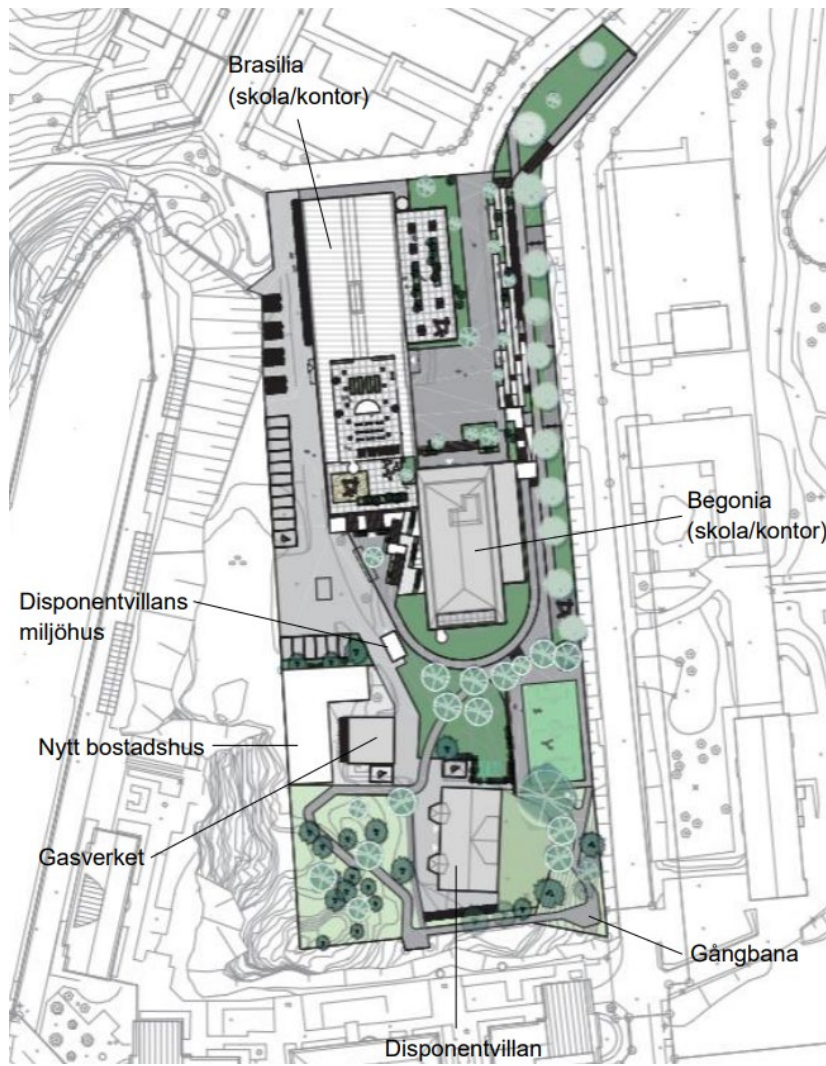 Brasilia
(skola/kontor)
Begonia
(skola/kontor)
Disponentvillans
miljöhus
Nytt bostadshus
Gasverket
Gångbana
Disponentvillan